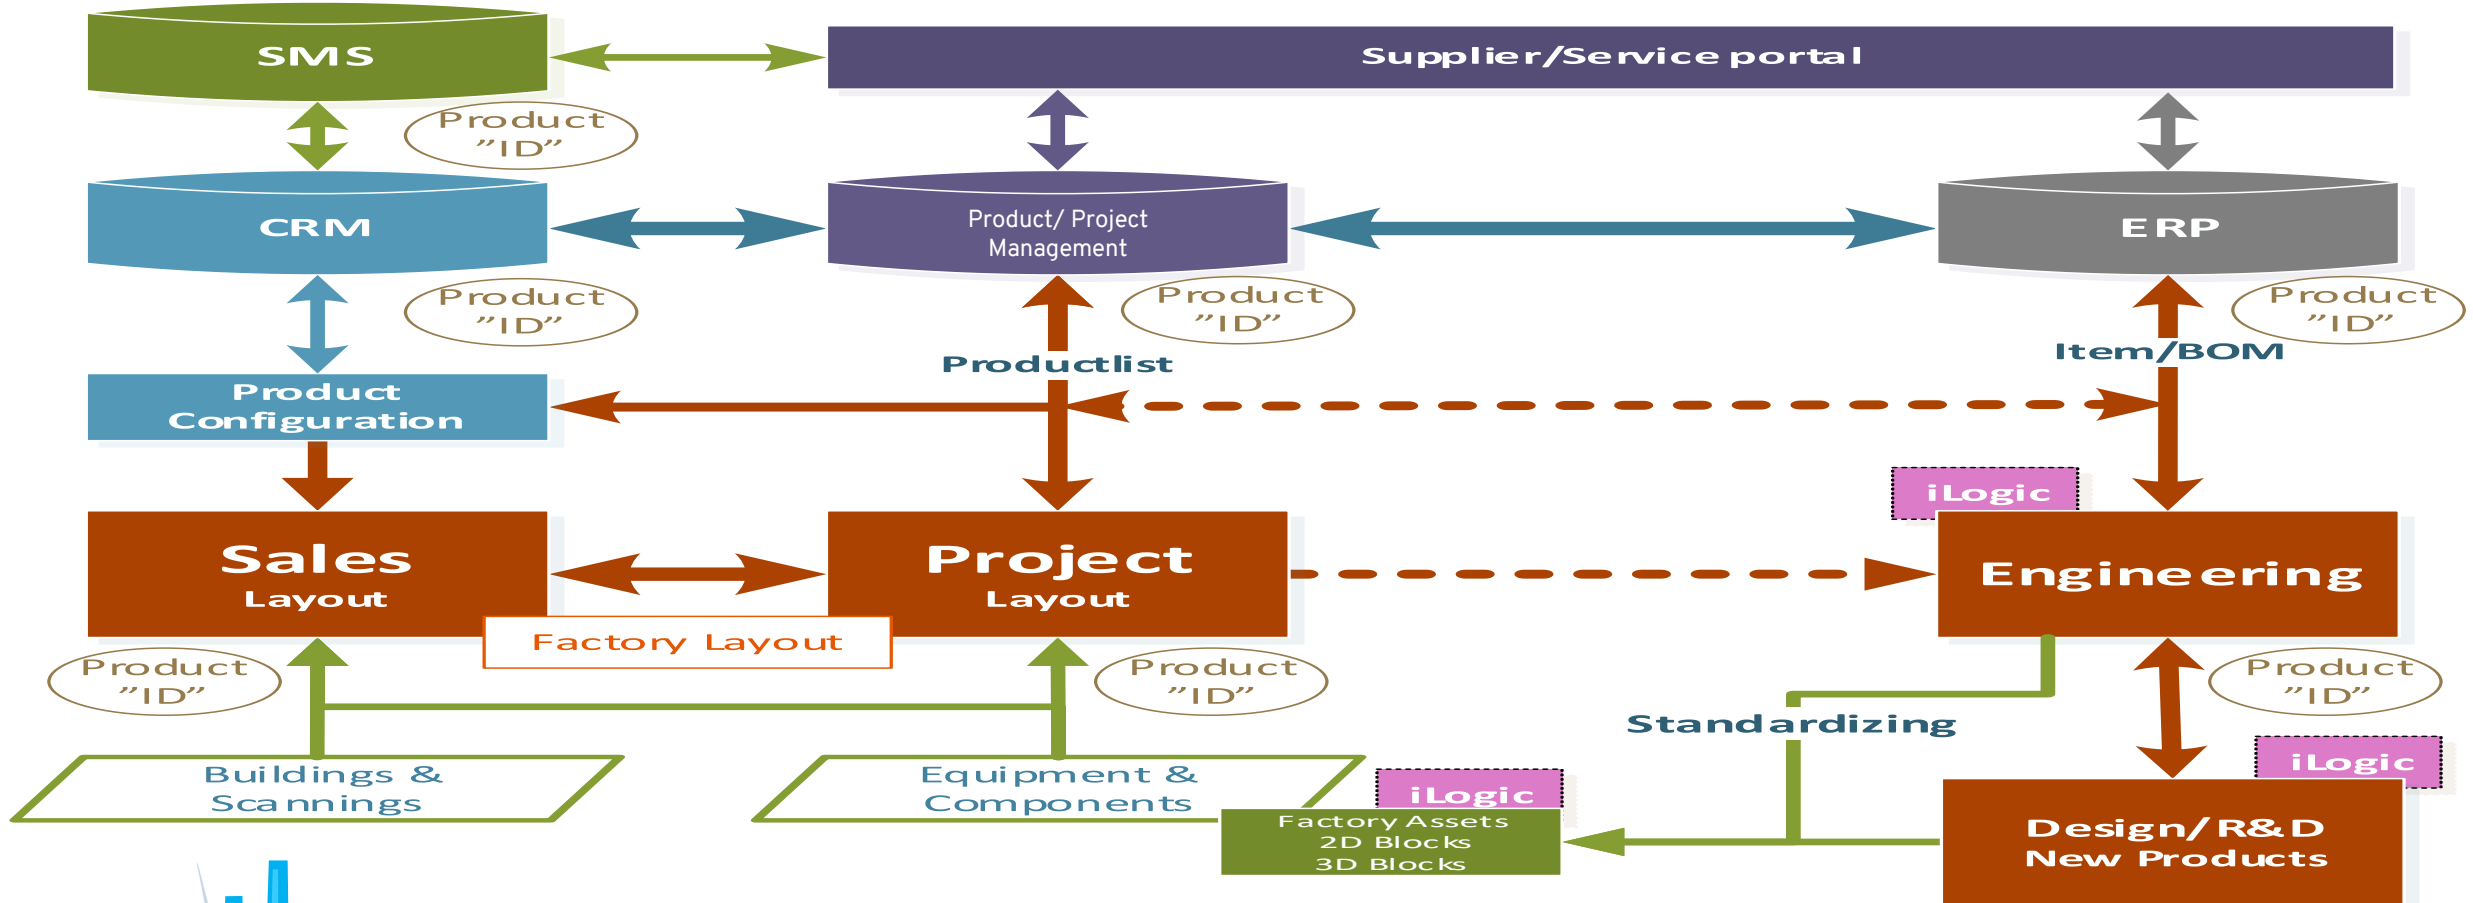 SMS
Supplier/Service portal
Product
”ID”
CRM
Product/ Project
Management
ERP
Product
”ID”
Product
”ID”
Product
”ID”
Productlist
Item/BOM
Product
Configuration
iLogic
Sales
Layout
Project
Layout
Engineering
Factory Layout
Product
”ID”
Product
”ID”
Product
”ID”
Standardizing
iLogic
Buildings &
Scannings
Equipment &
Components
iLogic
Factory Assets
2D Blocks
3D Blocks
Design/ R&D
New Products